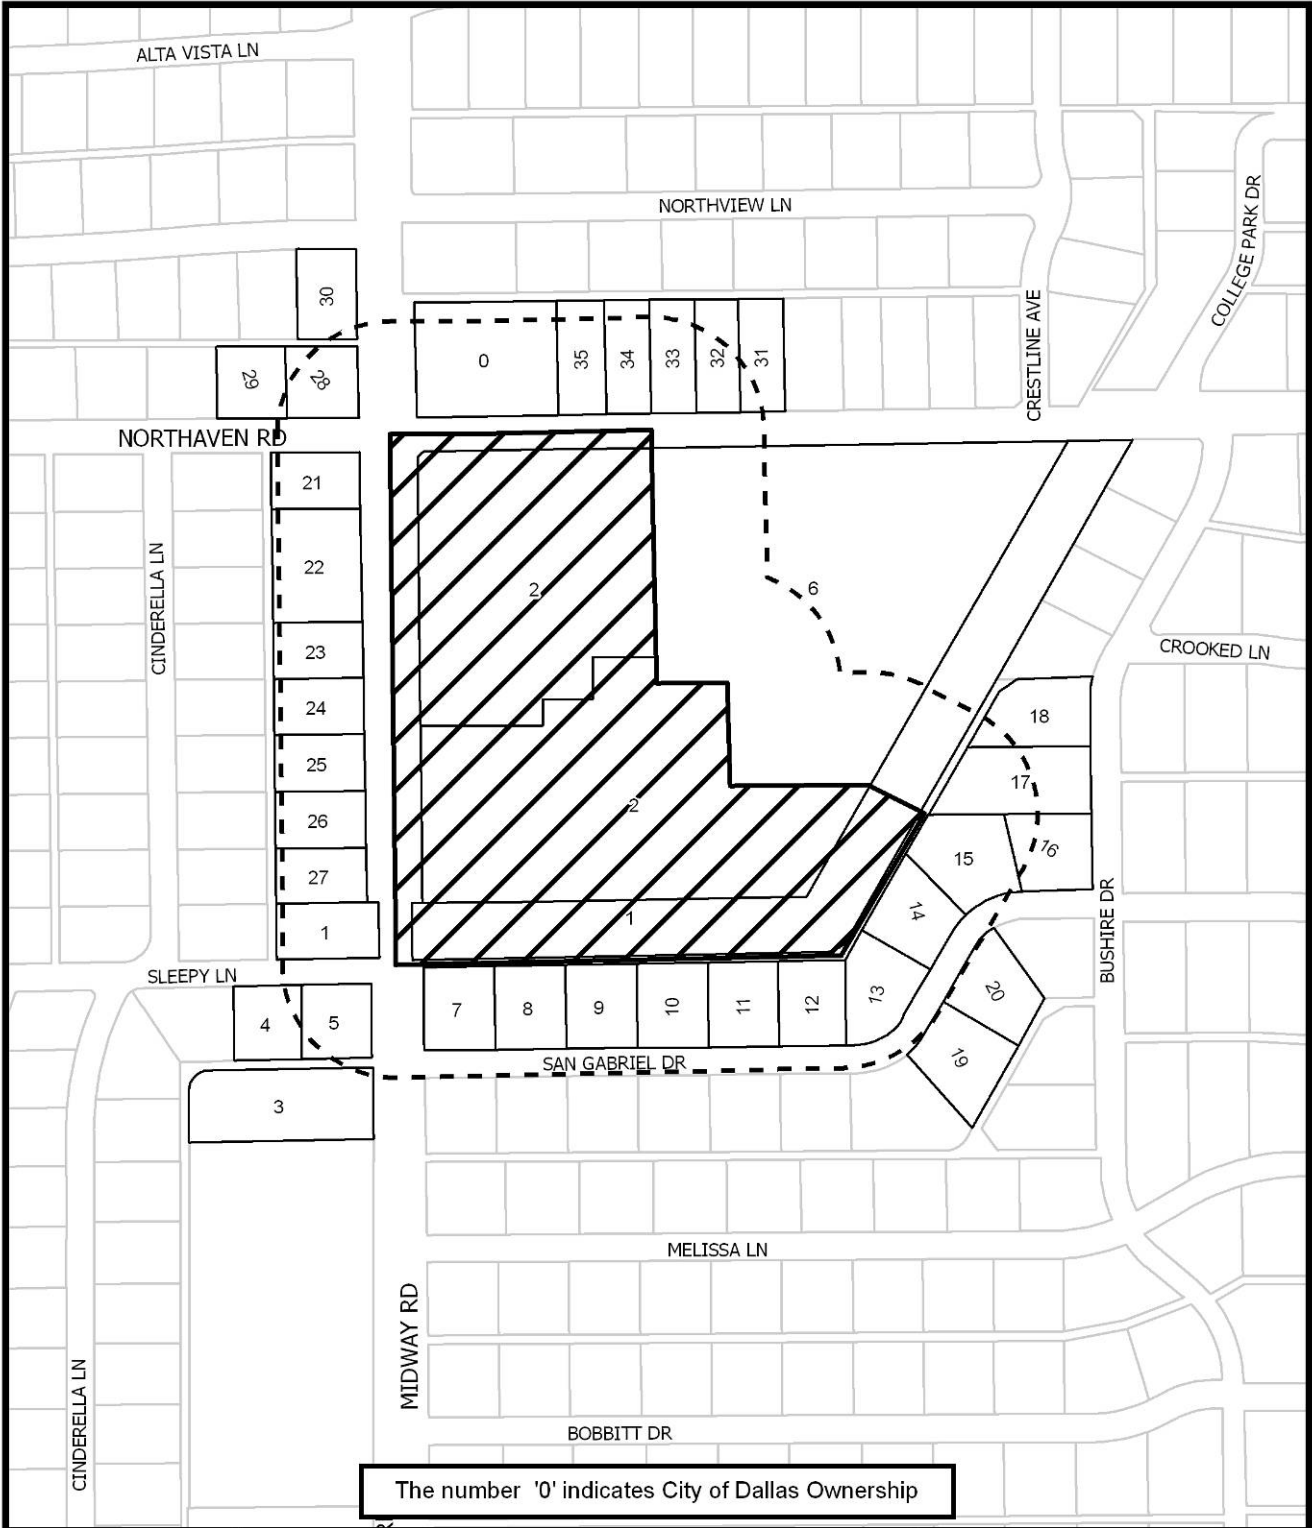 ALTA VISTA LN
NORTHVIEW LN
COLLEGE PARK DR
CRESTLINE AVE
30
0
35
34
33
32
31
29
28
NORTHAVEN RD
21
22
23
24
25
26
27
1
CINDERELLA LN
2
6
2
1
CROOKED LN
18
17
16
15
14
13
BUSHIRE DR
SLEEPY LN
4
5
7
8
9
10
11
12
20
19
SAN GABRIEL DR
3
MELISSA LN
MIDWAY RD
CINDERELLA LN
BOBBITT DR
The number '0' indicates City of Dallas Ownership